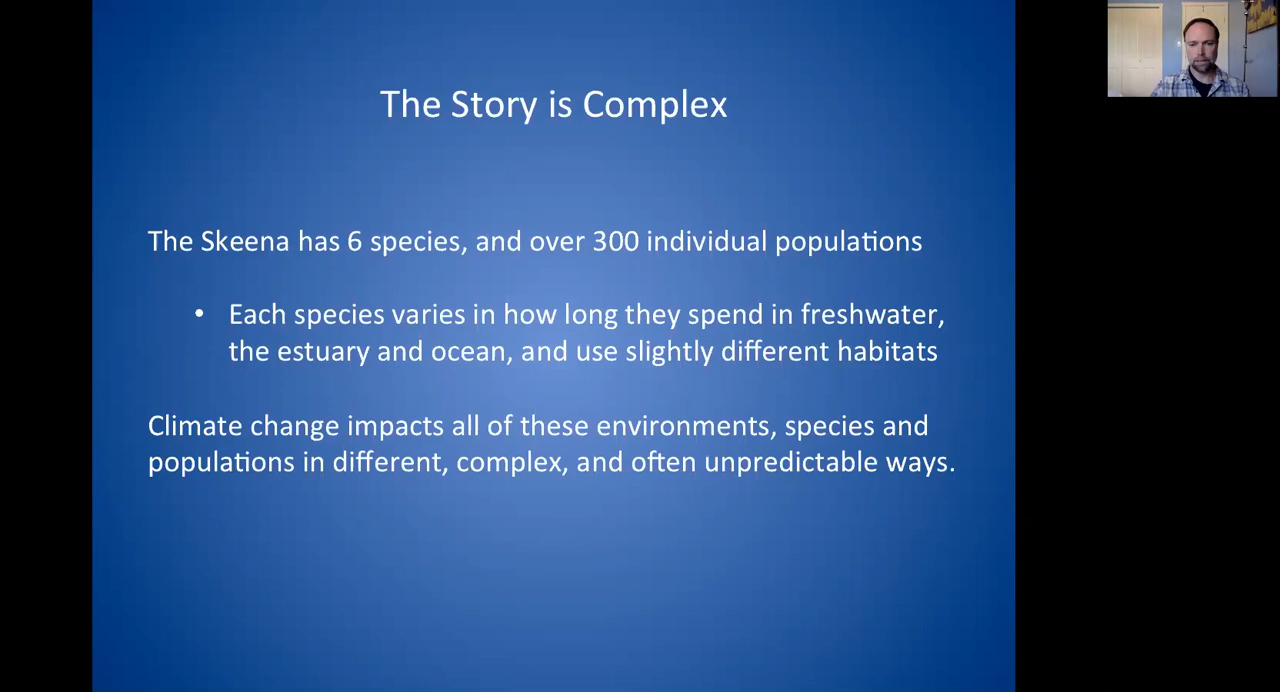 The Story is Complex
The Skeena has 6 species, and over 300 individual populations
• Each species varies in how long they spend in freshwater,
the estuary and ocean, and use slightly different habitats
Climate change impacts all of these environments, species and
populations in different, complex, and often unpredictable ways.